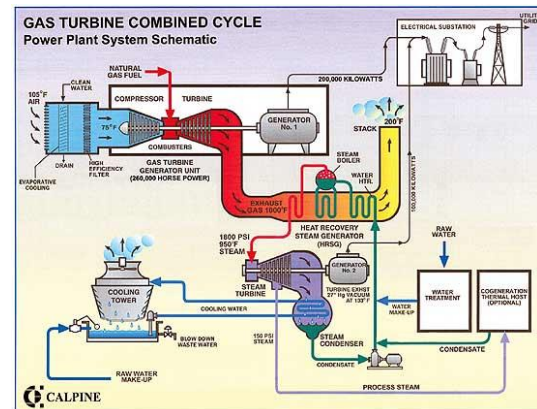 GAS TURBINE COMBINED CYCLE
Power Plant System Schematic
ELECTRICAL SUBSTATION
UTILITY
GRID
NATURAL
GAS FUEL
200,000 KILOWATTS
CLEAN
WATER
105°F
AIR
COMPRESSOR
TURBINE
75°F
GENERATOR
No. 1
COMBUSTERS
DRAIN
HIGH
EFFICIENCY
FILTER
EVAPORATIVE
COOLING
GAS TURBINE
GENERATOR UNIT
(260,000 HORSE POWER)
STACK
200°F
STEAM
BOILER
WATER
HTR.
EXHAUST
GAS 1000°F
100,000 KILOWATTS
HEAT RECOVERY
STEAM GENERATOR
(HRSG)
1800 PSI
950°F
STEAM
GENERATOR
No. 2
STEAM
TURBINE
TURBINE EXHST
27" Hg VACUUM
AT 133°F
RAW
WATER
WATER
TREATMENT
COGENERATION
THERMAL HOST
(OPTIONAL)
COOLING
TOWER
COOLING WATER
WATER
MAKE-UP
150 PSI
STEAM
STEAM
CONDENSER
BLOW DOWN
WASTE WATER
CONDENSATE
CONDENSATE
PROCESS STEAM
RAW WATER
MAKE-UP
CALPINE